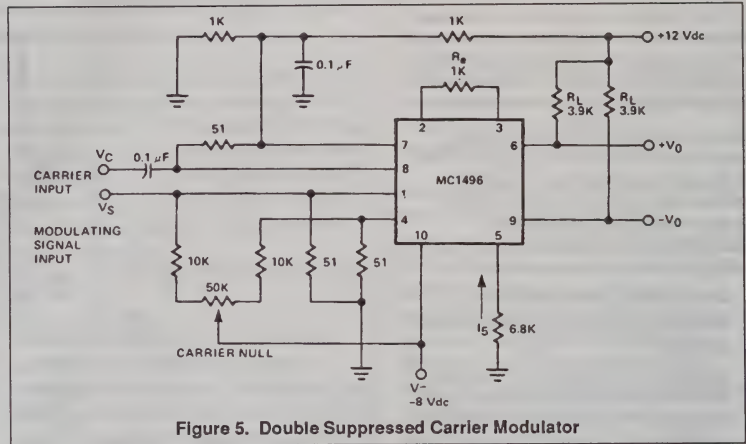 1K
1K
+12 Vdc
0.1 µF
Re
1K
RL
3.9K
RL
3.9K
51
2
3
VC
0.1 µF
7
6
+VO
CARRIER
INPUT
8
MC1496
VS
1
MODULATING
SIGNAL
INPUT
4
9
-VO
10
5
10K
10K
51
51
50K
I5
6.8K
CARRIER NULL
V-
-8 Vdc
Figure 5. Double Suppressed Carrier Modulator